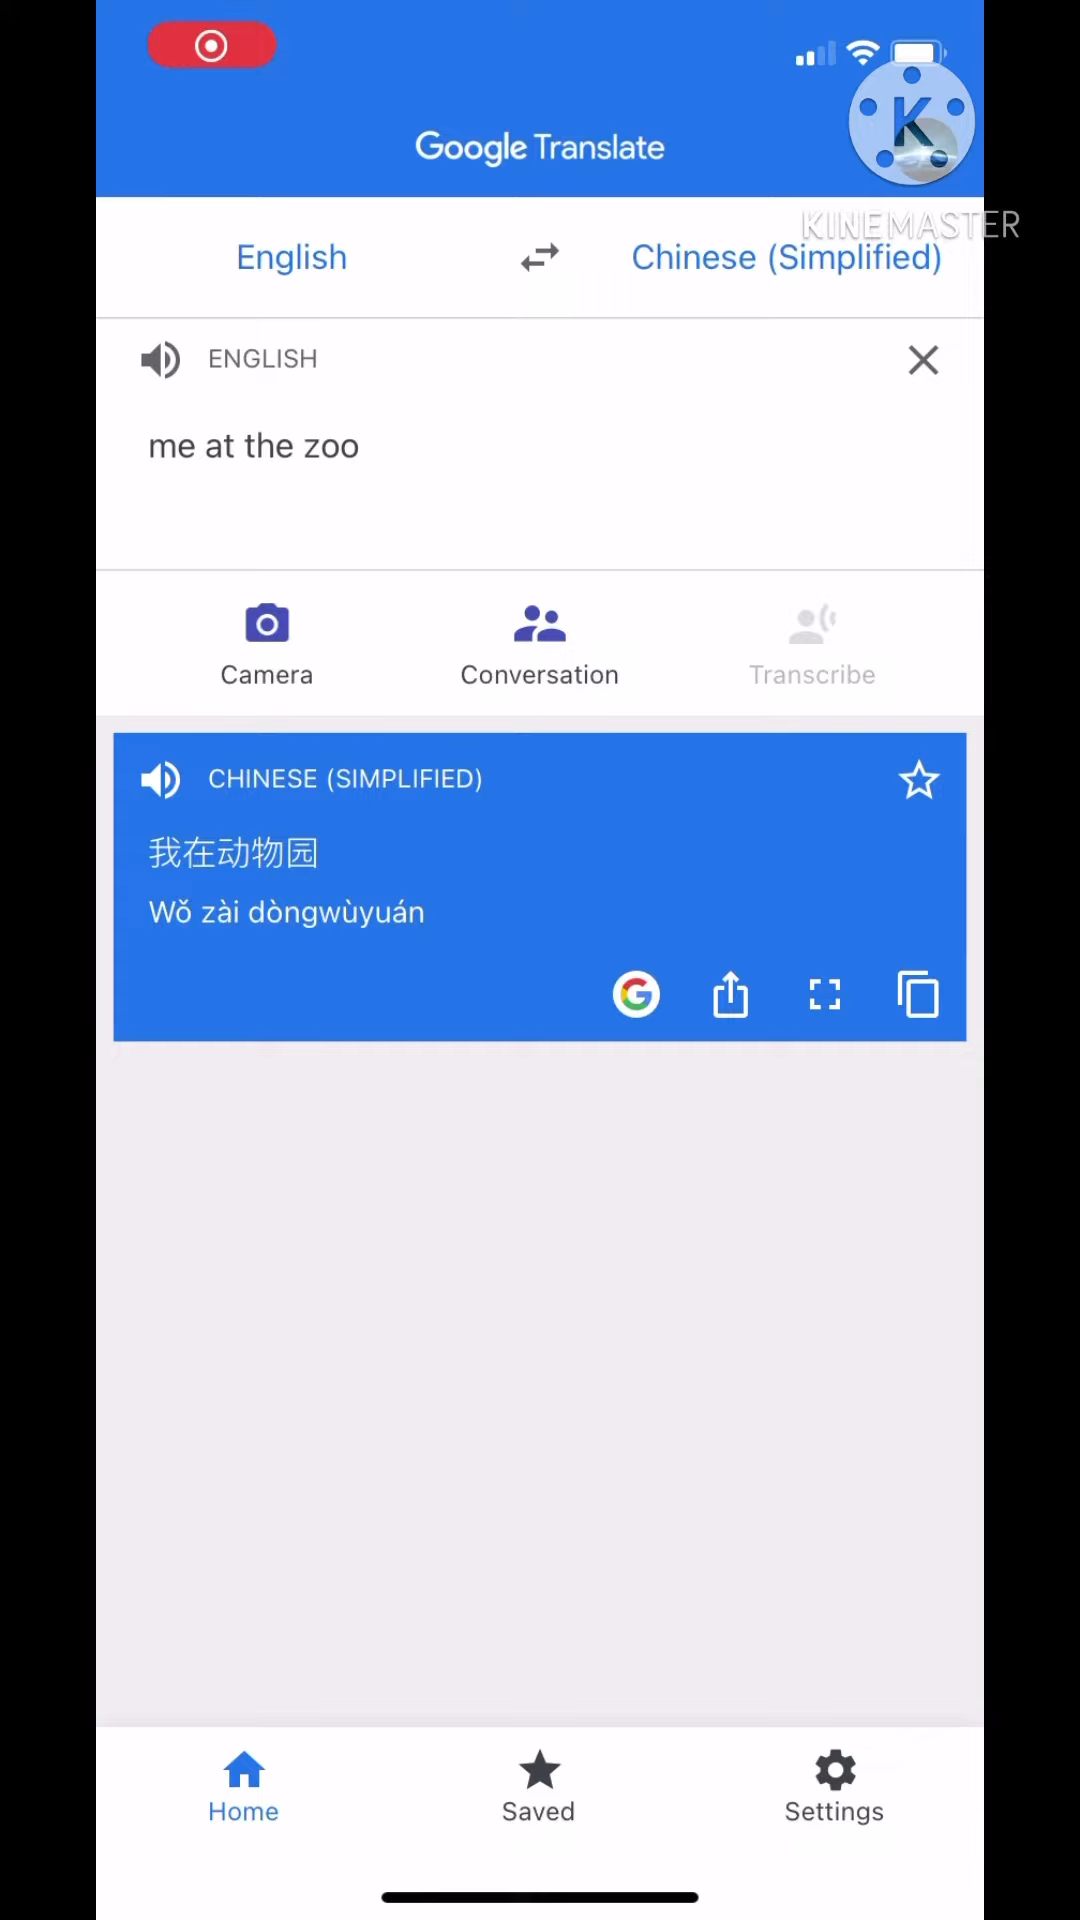 Google Translate
KINEMASTER
English
Chinese (Simplified)
ENGLISH
me at the zoo
Camera
Conversation
Transcribe
CHINESE (SIMPLIFIED)
我在动物园
Wǒ zài dòngwùyuán
Home
Saved
Settings